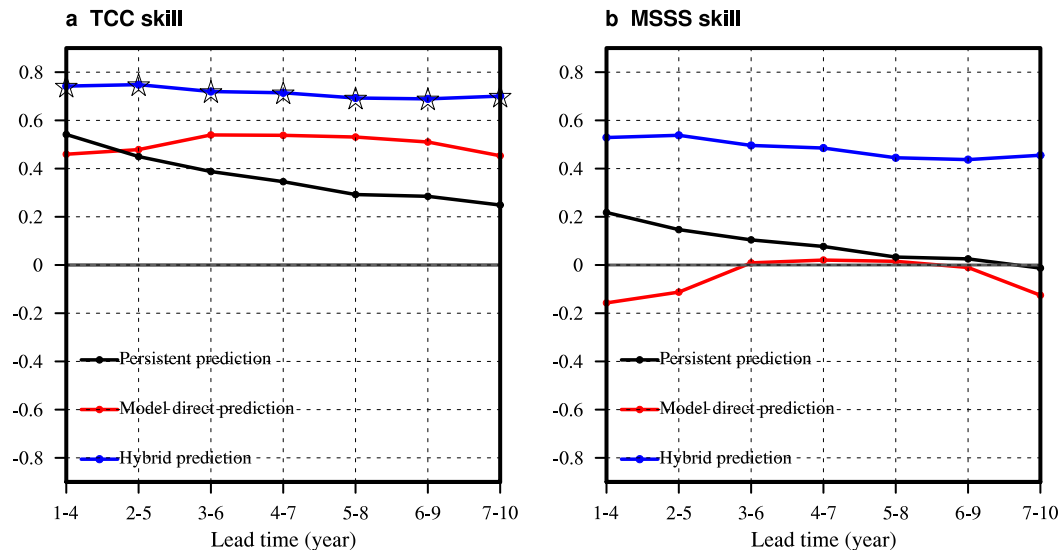 a TCC skill
0.8
0.6
0.4
0.2
0
-0.2
-0.4
-0.6
-0.8
Persistent prediction
Model direct prediction
Hybrid prediction
1-4 2-5 3-6 4-7 5-8 6-9 7-10
Lead time (year)
b MSSS skill
0.8
0.6
0.4
0.2
0
-0.2
-0.4
-0.6
-0.8
Persistent prediction
Model direct prediction
Hybrid prediction
1-4 2-5 3-6 4-7 5-8 6-9 7-10
Lead time (year)